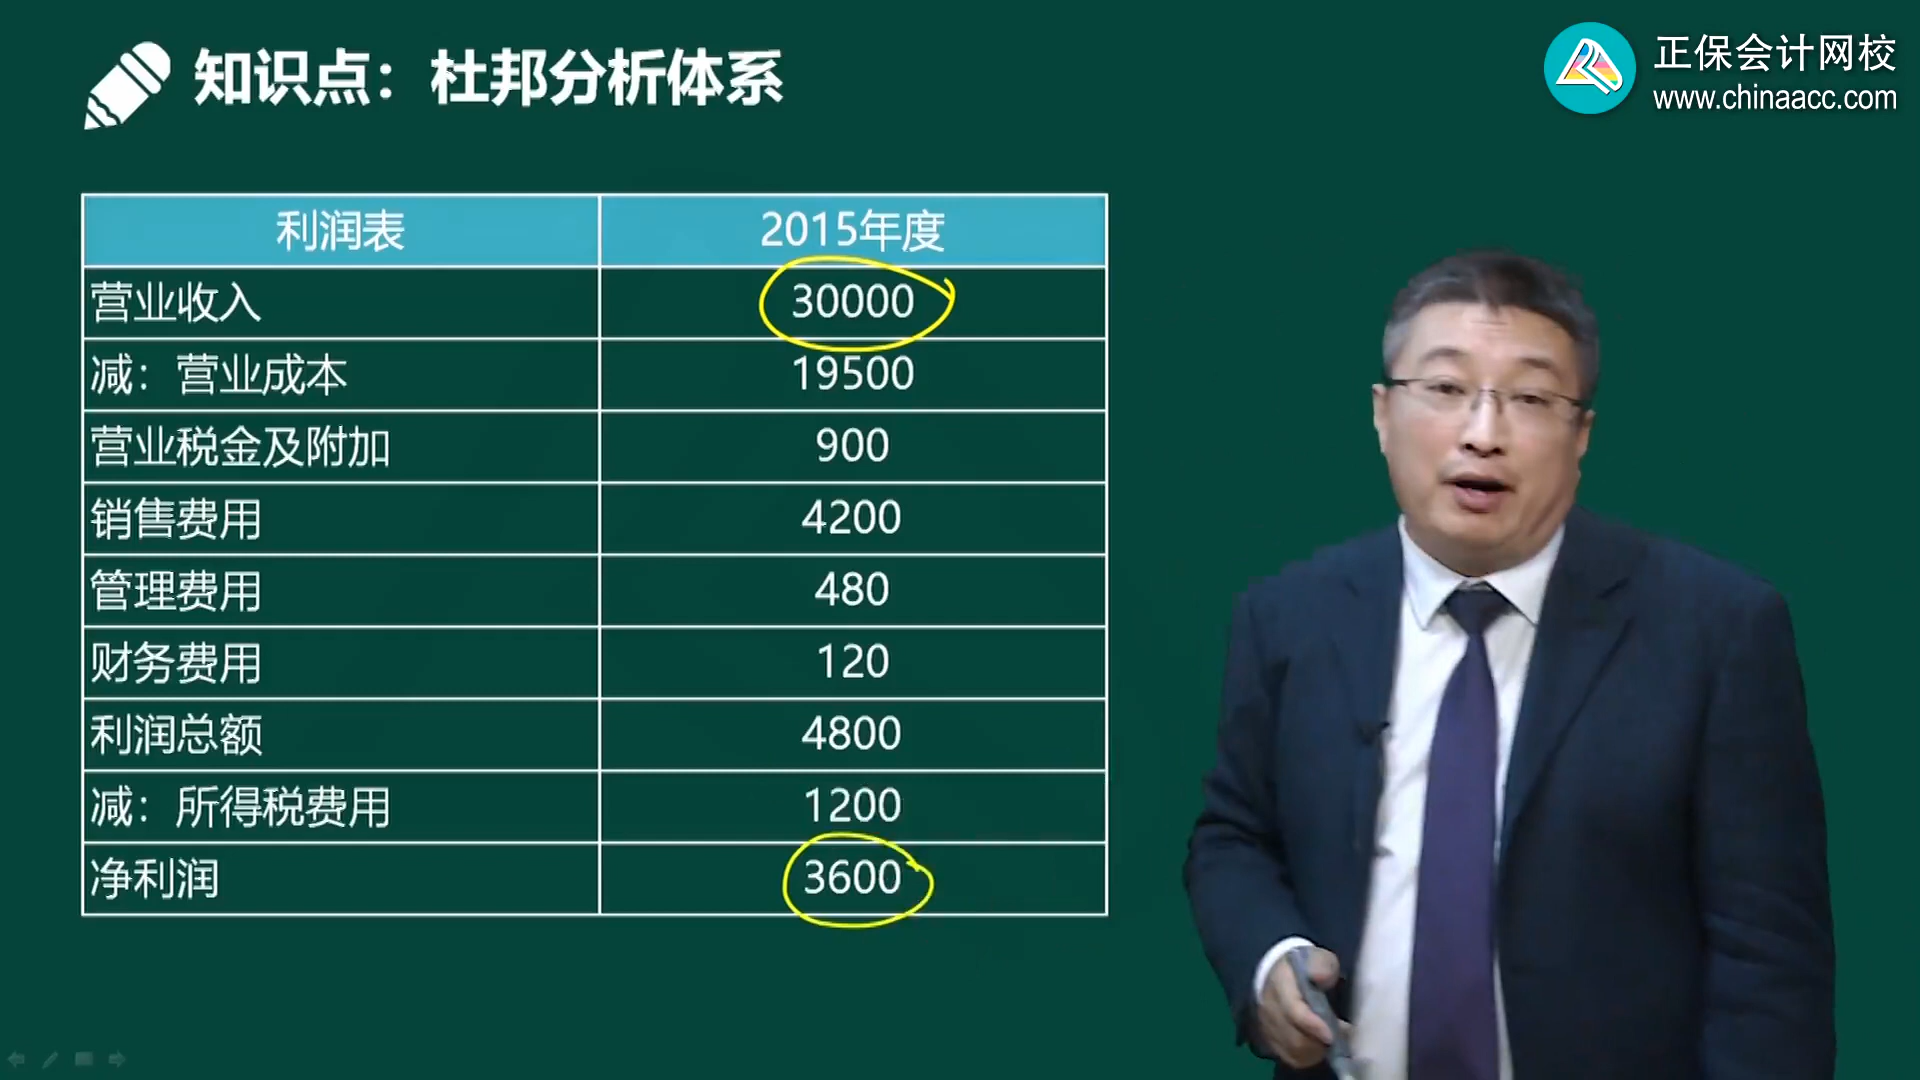 知识点：杜邦分析体系
正保会计网校
www.chinaacc.com
利润表 2015年度
营业收入 30000
减：营业成本 19500
营业税金及附加 900
销售费用 4200
管理费用 480
财务费用 120
利润总额 4800
减：所得税费用 1200
净利润 3600